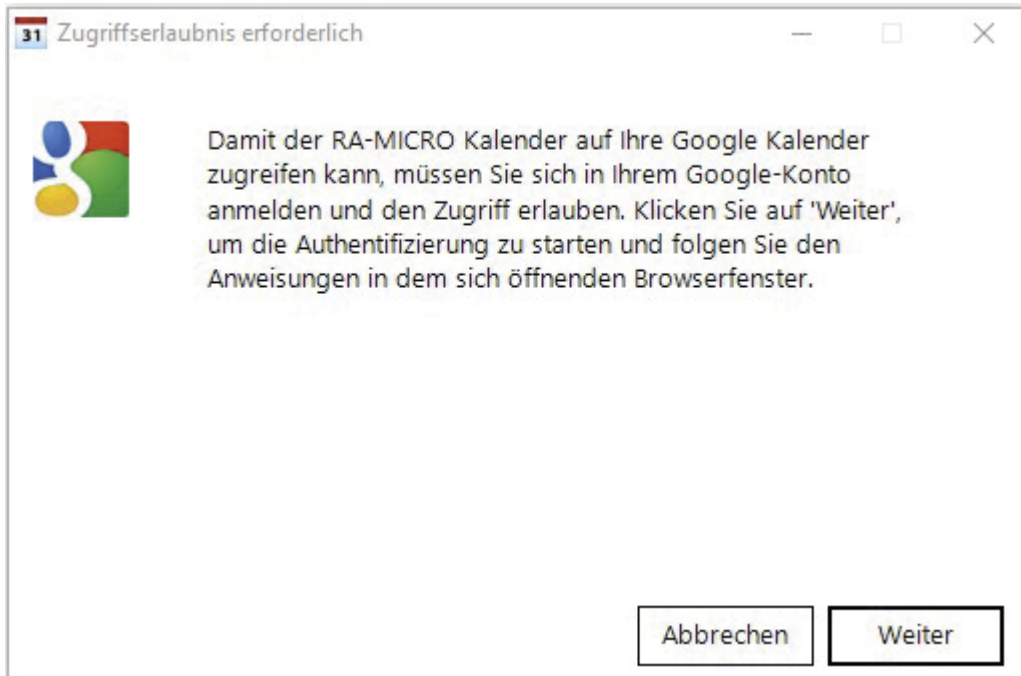 31 Zugriffserlaubnis erforderlich
Damit der RA-MICRO Kalender auf Ihre Google Kalender
zugreifen kann, müssen Sie sich in Ihrem Google-Konto
anmelden und den Zugriff erlauben. Klicken Sie auf 'Weiter',
um die Authentifizierung zu starten und folgen Sie den
Anweisungen in dem sich öffnenden Browserfenster.
Abbrechen Weiter